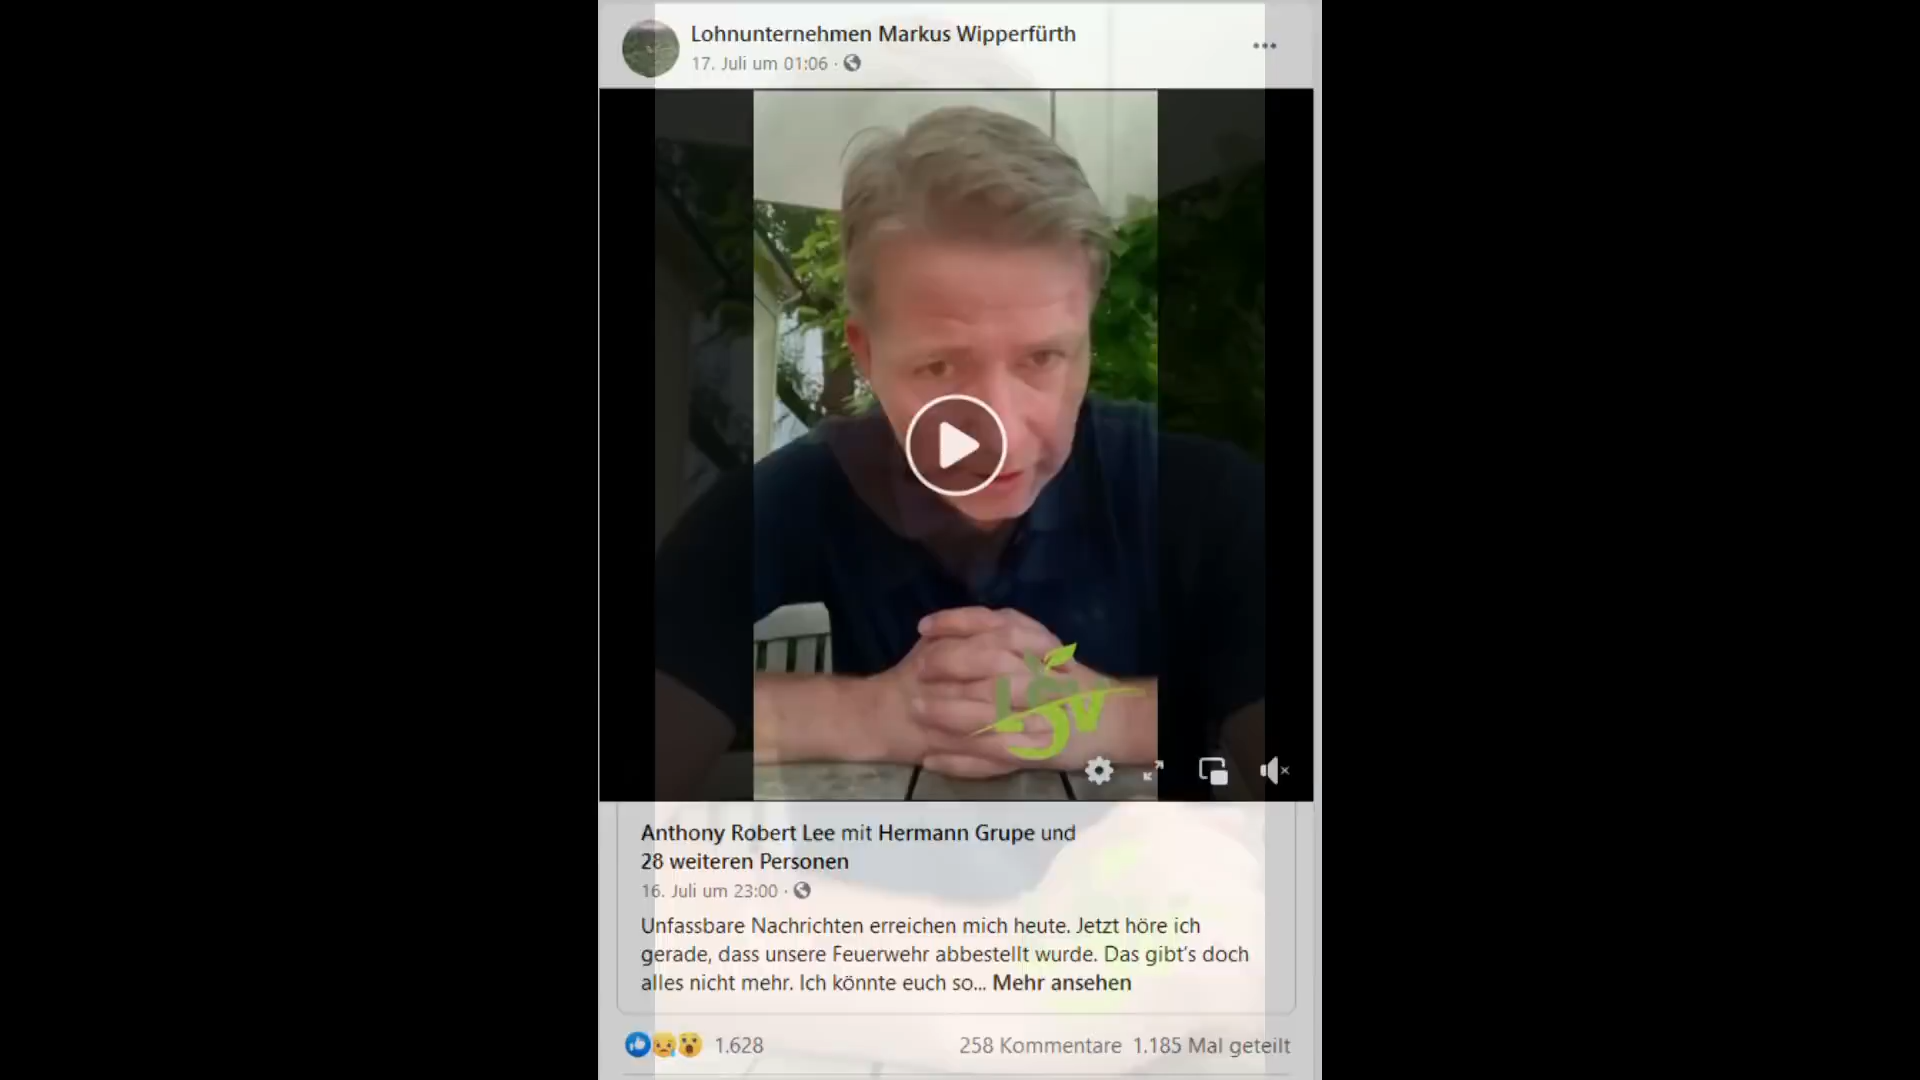 Lohnunternehmen Markus Wipperfürth
17. Juli um 01:06 ·
LSV
Anthony Robert Lee mit Hermann Grupe und
28 weiteren Personen
16. Juli um 23:00 ·
Unfassbare Nachrichten erreichen mich heute. Jetzt höre ich
gerade, dass unsere Feuerwehr abbestellt wurde. Das gibt's doch
alles nicht mehr. Ich könnte euch so... Mehr ansehen
1.628
258 Kommentare 1.185 Mal geteilt